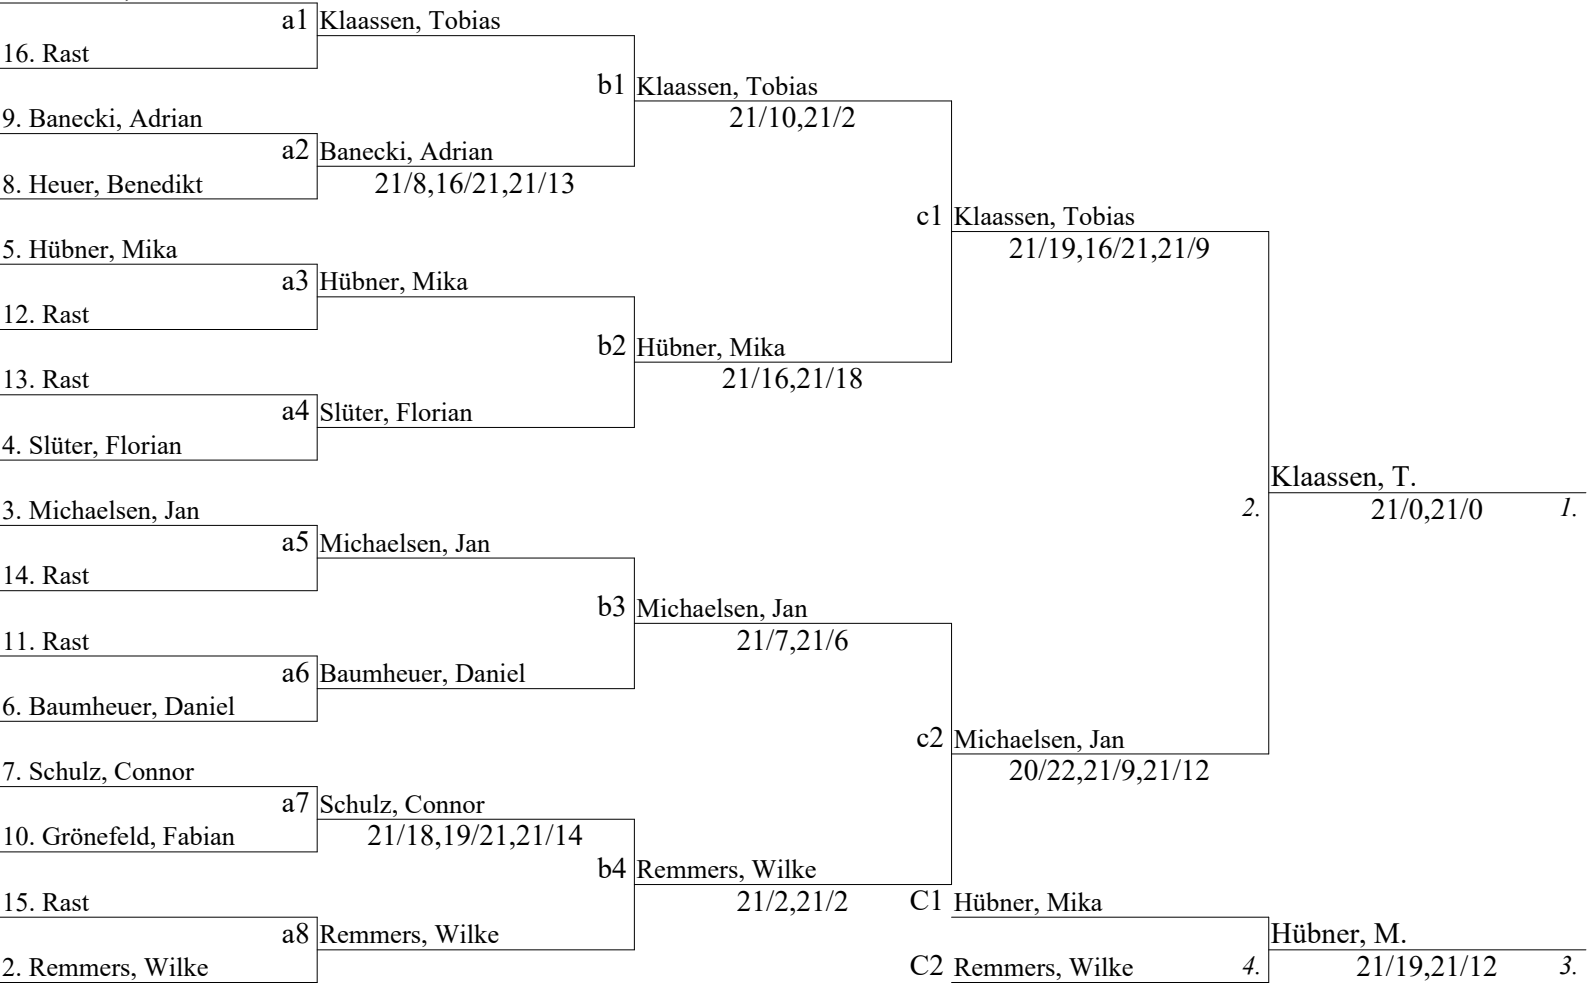 a1 Klaassen, Tobias
16. Rast
b1 Klaassen, Tobias
21/10,21/2
9. Banecki, Adrian
a2 Banecki, Adrian
21/8,16/21,21/13
8. Heuer, Benedikt
c1 Klaassen, Tobias
21/19,16/21,21/9
5. Hübner, Mika
a3 Hübner, Mika
12. Rast
b2 Hübner, Mika
21/16,21/18
13. Rast
a4 Slüter, Florian
4. Slüter, Florian
Klaassen, T.
2. 21/0,21/0 1.
3. Michaelsen, Jan
a5 Michaelsen, Jan
14. Rast
b3 Michaelsen, Jan
21/7,21/6
11. Rast
a6 Baumheuer, Daniel
6. Baumheuer, Daniel
c2 Michaelsen, Jan
20/22,21/9,21/12
7. Schulz, Connor
a7 Schulz, Connor
21/18,19/21,21/14
10. Grönefeld, Fabian
b4 Remmers, Wilke
21/2,21/2
15. Rast
a8 Remmers, Wilke
2. Remmers, Wilke
C1 Hübner, Mika
Hübner, M.
C2 Remmers, Wilke 4. 21/19,21/12 3.